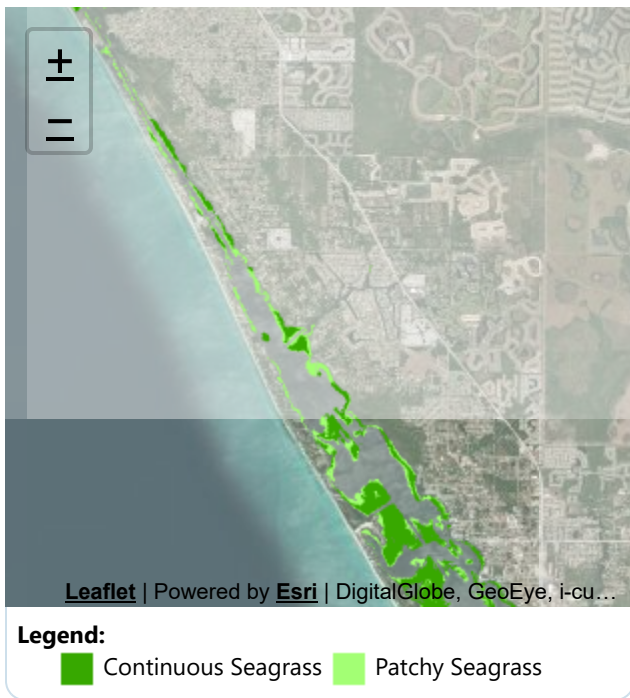 +
−
Leaflet | Powered by Esri | DigitalGlobe, GeoEye, i-cu…
Legend:
Continuous Seagrass Patchy Seagrass